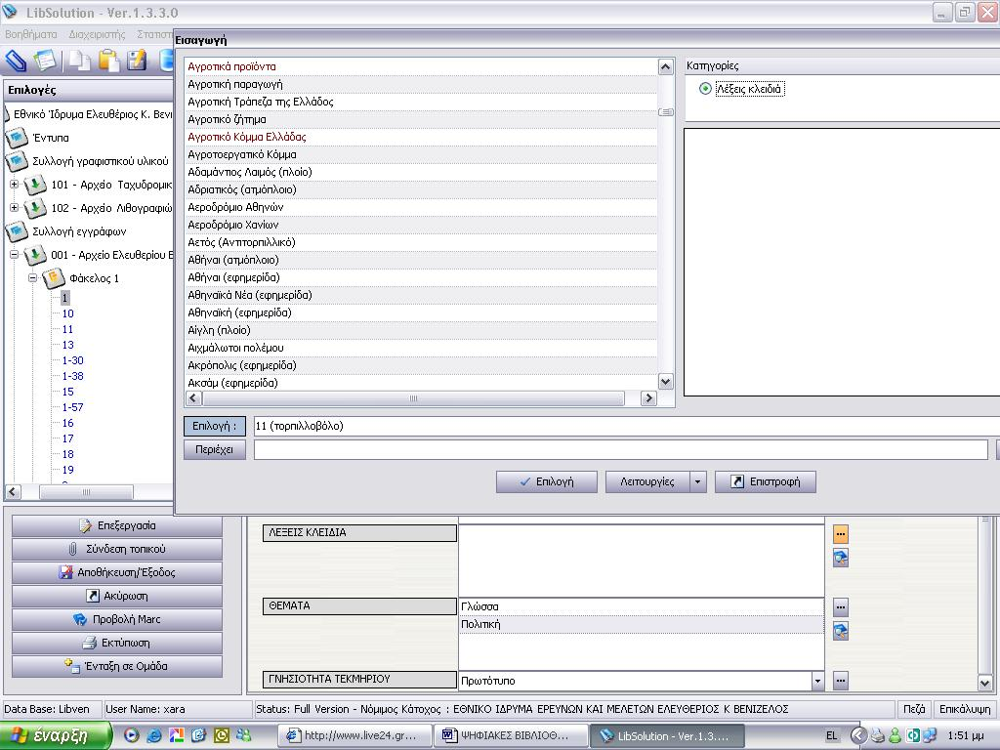 LibSolution - Ver.1.3.3.0
Βοηθήματα Διαχειριστής Στατιστ
Εισαγωγή
Επιλογές
Εθνικό Ίδρυμα Ελευθέριος Κ. Βενι
Έντυπα
Συλλογή γραφιστικού υλικού
101 - Αρχείο Ταχυδρομικ
102 - Αρχείο Λιθογραφιώ
Συλλογή εγγράφων
001 - Αρχείο Ελευθερίου Β
Φάκελος 1
1
10
11
13
1-30
1-38
15
1-57
16
17
18
19
Αγροτικά προϊόντα
Αγροτική παραγωγή
Αγροτική Τράπεζα της Ελλάδος
Αγροτικό ζήτημα
Αγροτικό Κόμμα Ελλάδας
Αγροτοεργατικό Κόμμα
Αδαμάντιος Λαιμός (πλοίο)
Αδριατικός (ατμόπλοιο)
Αεροδρόμιο Αθηνών
Αεροδρόμιο Χανίων
Αετός (Αντιτορπιλλικό)
Αθήναι (ατμόπλοιο)
Αθήναι (εφημερίδα)
Αθηναϊκά Νέα (εφημερίδα)
Αθηναϊκή (εφημερίδα)
Αίγλη (πλοίο)
Αιχμάλωτοι πολέμου
Ακρόπολις (εφημερίδα)
Ακσάμ (εφημερίδα)
Κατηγορίες
Λέξεις κλειδιά
Επιλογή : 11 (τορπιλλοβόλο)
Περιέχει
Επιλογή Λειτουργίες Επιστροφή
Επεξεργασία
Σύνδεση τοπικού
Αποθήκευση/Έξοδος
Ακύρωση
Προβολή Marc
Εκτύπωση
Ένταξη σε Ομάδα
ΛΕΞΕΙΣ ΚΛΕΙΔΙΑ
ΘΕΜΑΤΑ Γλώσσα
Πολιτική
ΓΝΗΣΙΟΤΗΤΑ ΤΕΚΜΗΡΙΟΥ Πρωτότυπο
Data Base: Libven User Name: xara Status: Full Version - Νόμιμος Κάτοχος : ΕΘΝΙΚΟ ΙΔΡΥΜΑ ΕΡΕΥΝΩΝ ΚΑΙ ΜΕΛΕΤΩΝ ΕΛΕΥΘΕΡΙΟΣ Κ ΒΕΝΙΖΕΛΟΣ Πεζά Επικάλυψη
έναρξη http://www.live24.gr... ΨΗΦΙΑΚΕΣ ΒΙΒΛΙΟΘ... LibSolution - Ver.1.3.... EL 1:51 μμ